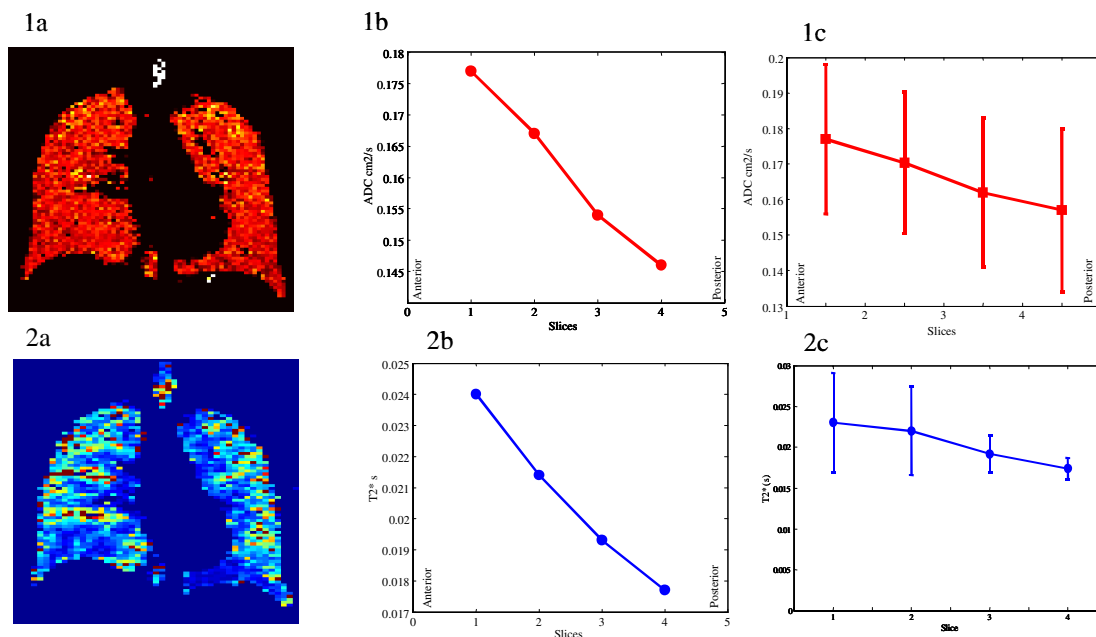 1a
1b
1c
0.18
0.175
0.17
0.165
0.16
0.155
0.15
0.145
ADC cm2/s
Anterior
Posterior
0 1 2 3 4 5
Slices
0.2
0.19
0.18
0.17
0.16
0.15
0.14
0.13
ADC cm2/s
Anterior
Posterior
1 2 3 4
Slices
2a
2b
2c
0.025
0.024
0.023
0.022
0.021
0.02
0.019
0.018
0.017
T2* s
Anterior
Posterior
0 1 2 3 4 5
Slices
0.03
0.025
0.02
0.015
0.01
0.005
0
T2* (s)
1 2 3 4
Slice